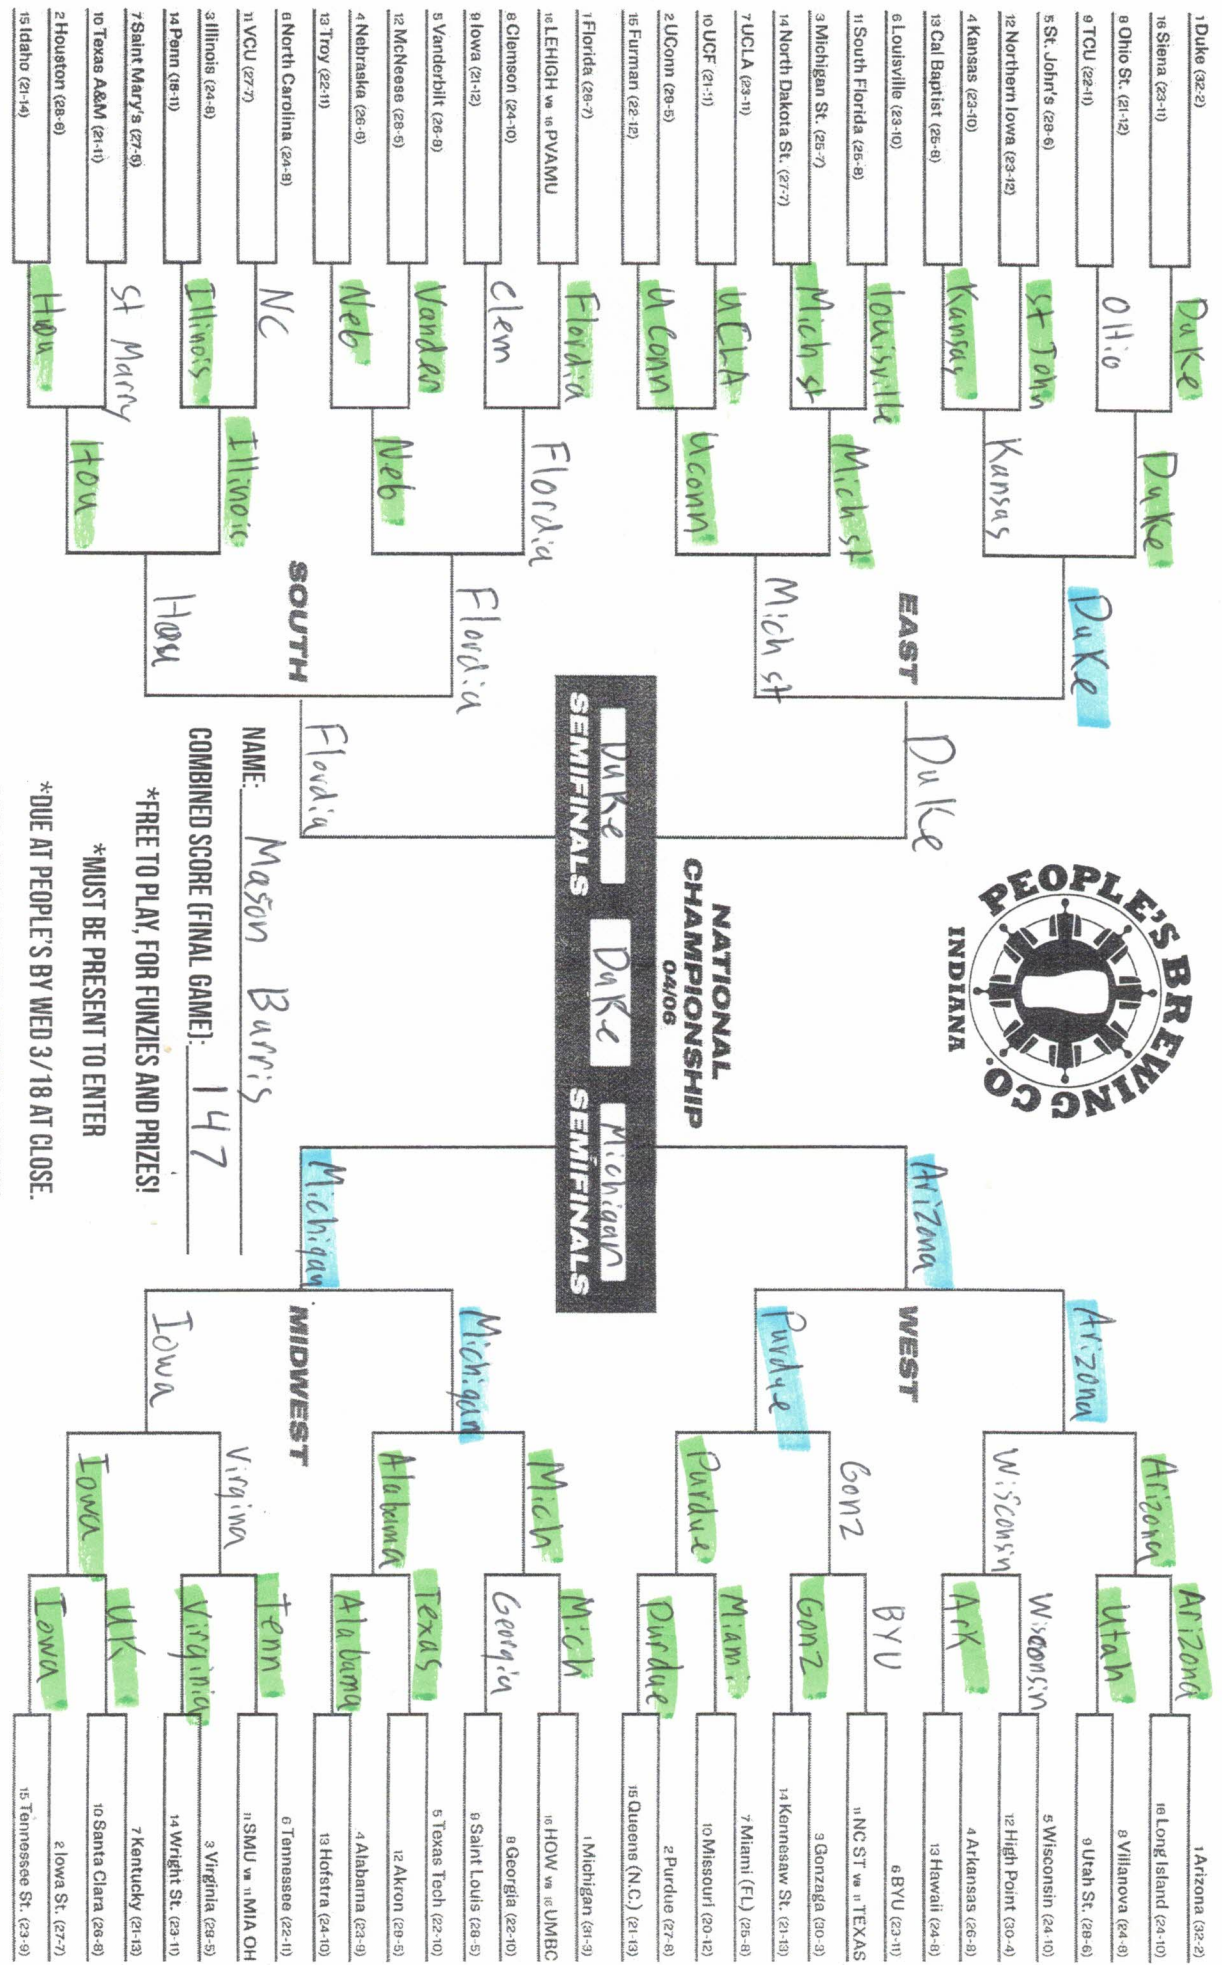 1 Duke (32-2)
16 Siena (23-11)
8 Ohio St. (21-12)
9 TCU (22-11)
5 St. John's (28-6)
12 Northern Iowa (23-12)
4 Kansas (23-10)
13 Cal Baptist (25-8)
6 Louisville (23-10)
11 South Florida (25-8)
3 Michigan St. (25-7)
14 North Dakota St. (27-7)
7 UCLA (23-11)
10 UCF (21-11)
2 UConn (29-5)
15 Furman (22-12)
1 Florida (26-7)
16 LEHIGH vs 16 PVAMU
8 Clemson (24-10)
9 Iowa (21-12)
5 Vanderbilt (26-8)
12 McNeese (28-5)
4 Nebraska (26-6)
13 Troy (22-11)
6 North Carolina (24-8)
11 VCU (27-7)
3 Illinois (24-8)
14 Penn (18-11)
7 Saint Mary's (27-5)
10 Texas A&M (21-11)
2 Houston (28-6)
15 Idaho (21-14)
Duke
OHio
St John
Kansas
louisville
Mich st
UCLA
UConn
Flordia
Clem
Vander
Neb
NC
Illinois
St Marry
Hou
Duke
Kansas
Mich st
Uconn
Flordia
Neb
Illinois
Hou
Duke
Mich st
Flordia
Hou
EAST
SOUTH
Duke
Flordia
PEOPLE'S BREWING CO.
INDIANA
NATIONAL
CHAMPIONSHIP
04/06
Duke
SEMIFINALS
Duke
Michigan
SEMIFINALS
NAME: Mason Burris
COMBINED SCORE (FINAL GAME): 147
*FREE TO PLAY, FOR FUNZIES AND PRIZES!
*MUST BE PRESENT TO ENTER
*DUE AT PEOPLE'S BY WED 3/18 AT CLOSE.
Arizona
Michigan
WEST
MIDWEST
Arizona
Purdue
Michigan
Iowa
Arizona
Wisconsin
Gonz
Purdue
Mich
Alabama
Virgina
Iowa
Arizona
Utah
Wisconsin
Ark
BYU
Gonz
Miami
Purdue
Mich
Georgia
Texas
Alabama
Tenn
Virginia
UK
Iowa
1 Arizona (32-2)
16 Long Island (24-10)
8 Villanova (24-8)
9 Utah St. (28-6)
5 Wisconsin (24-10)
12 High Point (30-4)
4 Arkansas (26-8)
13 Hawaii (24-8)
6 BYU (23-11)
11 NC ST vs 11 TEXAS
3 Gonzaga (30-3)
14 Kennesaw St. (21-13)
7 Miami (FL) (25-8)
10 Missouri (20-12)
2 Purdue (27-8)
15 Queens (N.C.) (21-13)
1 Michigan (31-3)
16 HOW vs 16 UMBC
8 Georgia (22-10)
9 Saint Louis (28-5)
5 Texas Tech (22-10)
12 Akron (29-5)
4 Alabama (23-9)
13 Hofstra (24-10)
6 Tennessee (22-11)
11 SMU vs 11 MIA OH
3 Virginia (29-5)
14 Wright St. (23-11)
7 Kentucky (21-13)
10 Santa Clara (26-8)
2 Iowa St. (27-7)
15 Tennessee St. (23-9)